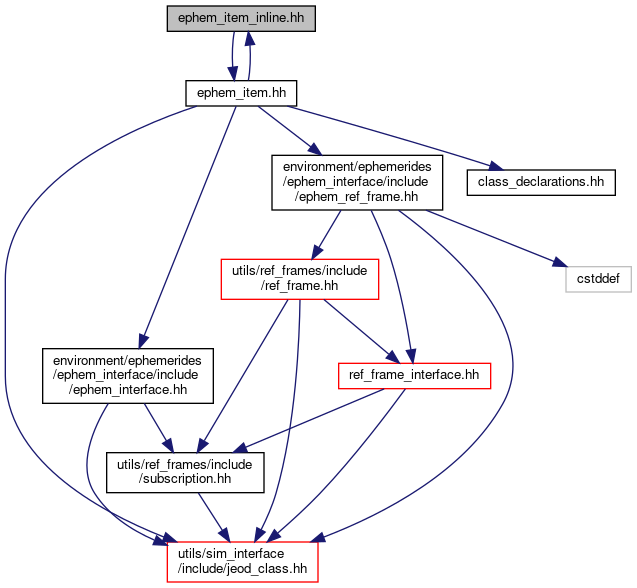 ephem_item_inline.hh
ephem_item.hh
environment/ephemerides
/ephem_interface/include
/ephem_ref_frame.hh
class_declarations.hh
utils/ref_frames/include
/ref_frame.hh
cstddef
environment/ephemerides
/ephem_interface/include
/ephem_interface.hh
ref_frame_interface.hh
utils/ref_frames/include
/subscription.hh
utils/sim_interface
/include/jeod_class.hh